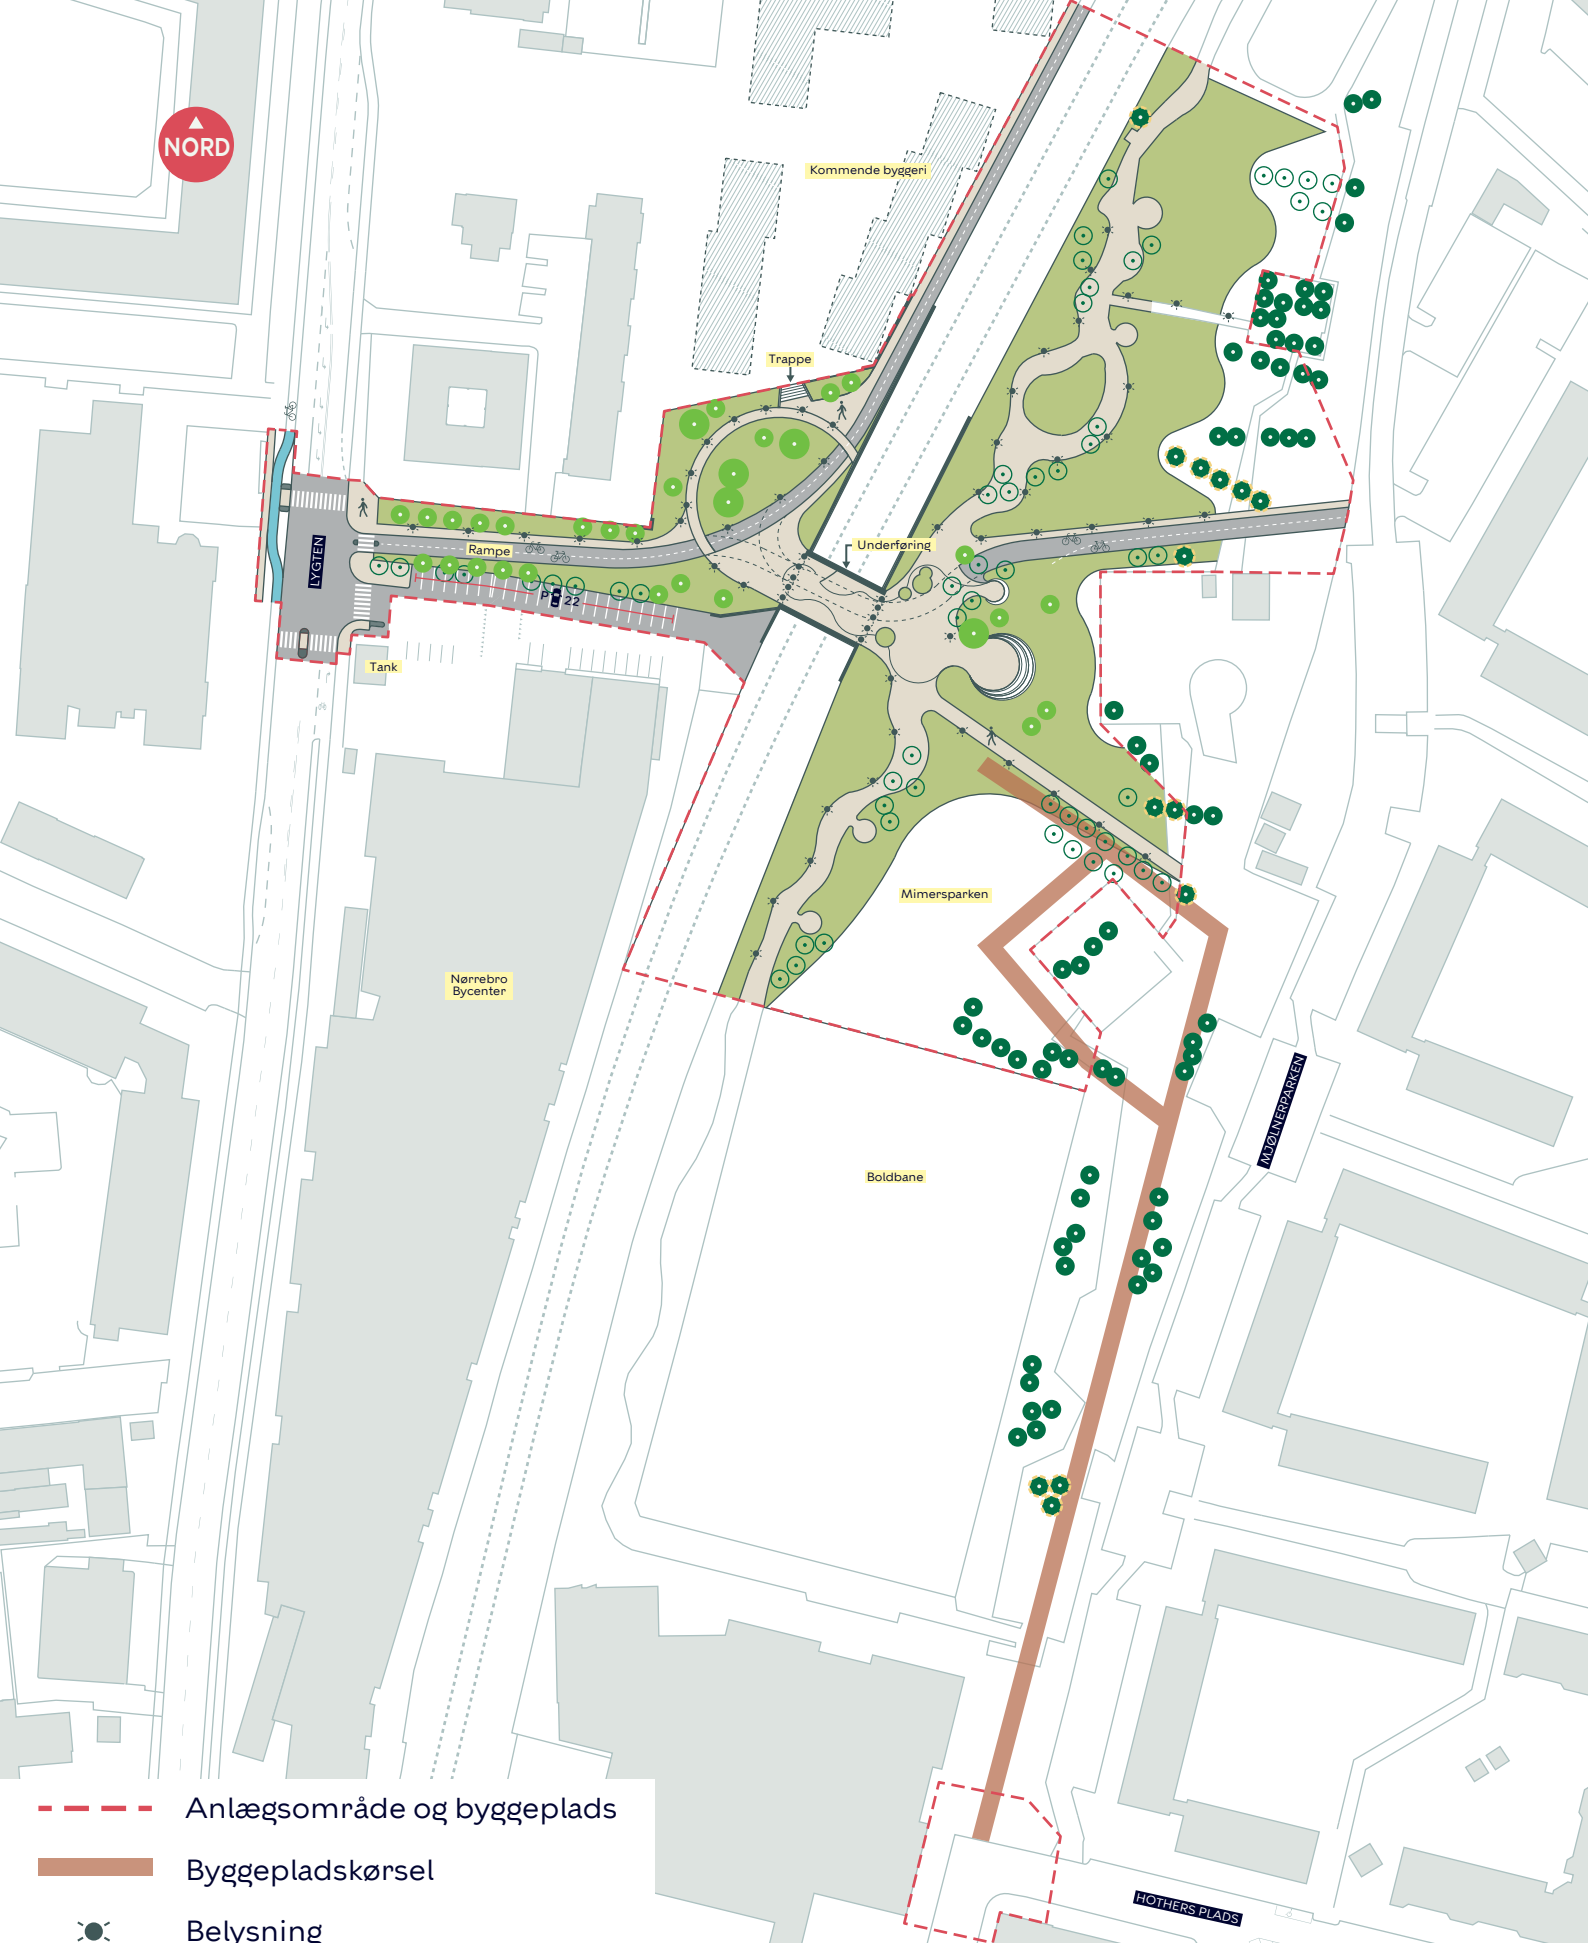 NORD
Kommende byggeri
Trappe
Underføring
LYGTEN
Rampe
P 22
Tank
Mimersparken
Nørrebro
Bycenter
MJØLNERPARKEN
Boldbane
HOTHERS PLADS
Anlægsområde og byggeplads
Byggepladskørsel
Belysning